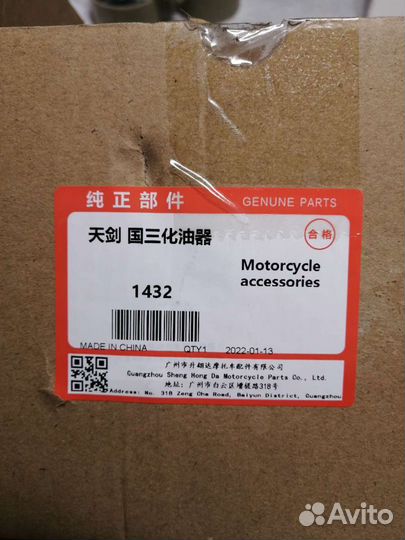 纯正部件 GENUNE PARTS
天剑 国三化油器
合格
Motorcycle
accessories
1432
MADE IN CHINA QTY1 2022-01-13
广州市升翃达摩托车配件有限公司
Guangzhou Sheng Hong Da Motorcycle Parts Co., Ltd.
地址: 广州市白云区增槎路318号
Address: No. 318 Zeng Cha Road, Baiyun District, Guangzhou
Avito